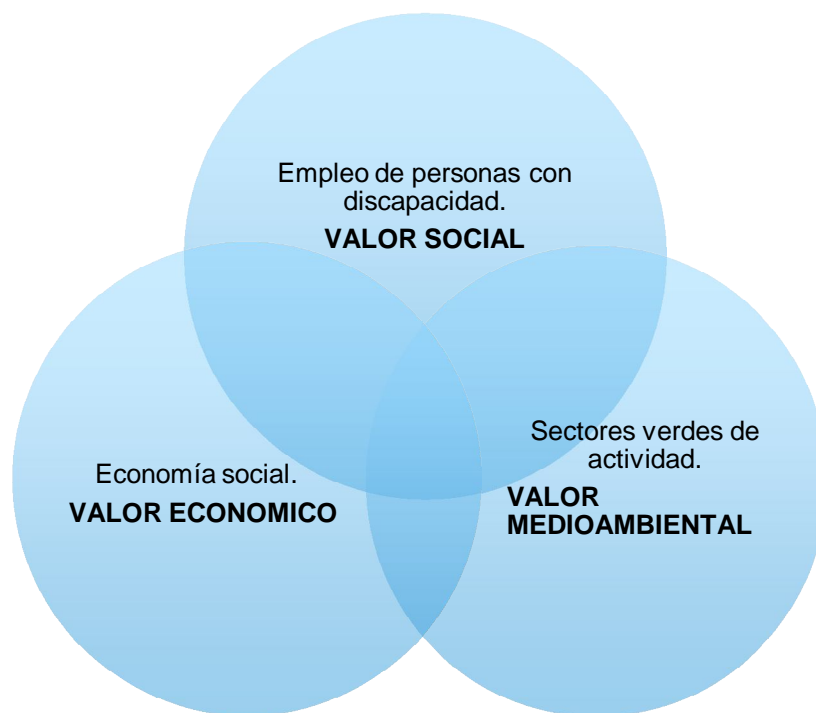 Empleo de personas con
discapacidad.
VALOR SOCIAL
Economía social.
VALOR ECONOMICO
Sectores verdes de
actividad.
VALOR
MEDIOAMBIENTAL